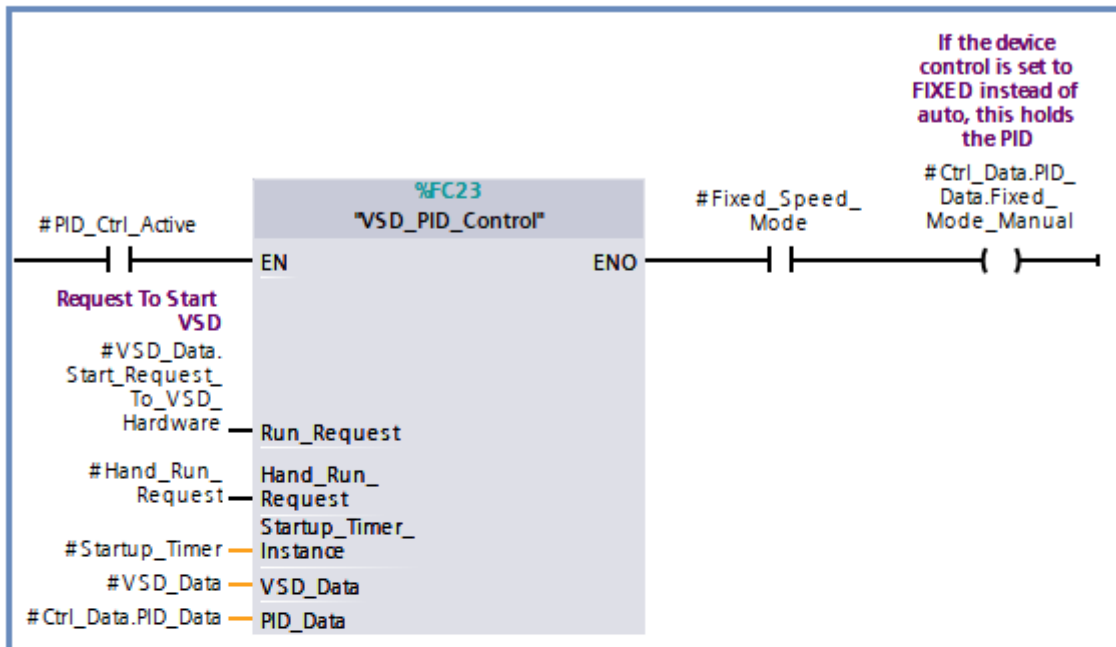 If the device
control is set to
FIXED instead of
auto, this holds
the PID
#Ctrl_Data.PID_
Data.Fixed_
Mode_Manual
%FC23
"VSD_PID_Control"
#Fixed_Speed_
Mode
#PID_Ctrl_Active
EN
ENO
Request To Start
VSD
#VSD_Data.
Start_Request_
To_VSD_
Hardware
Run_Request
#Hand_Run_
Request
Hand_Run_
Request
Startup_Timer_
Instance
#Startup_Timer
#VSD_Data
VSD_Data
#Ctrl_Data.PID_Data
PID_Data